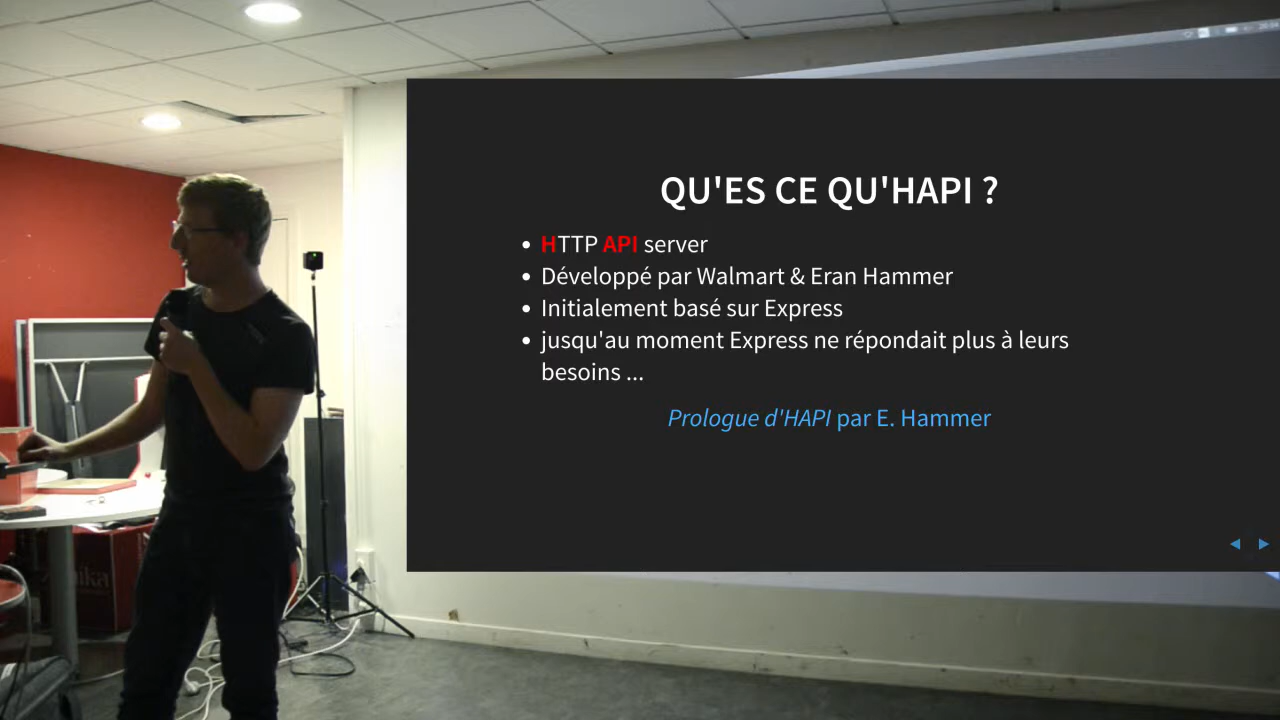 QU'ES CE QU'HAPI ?
HTTP API server
Développé par Walmart & Eran Hammer
Initialement basé sur Express
jusqu'au moment Express ne répondait plus à leurs
besoins ...
Prologue d'HAPI par E. Hammer